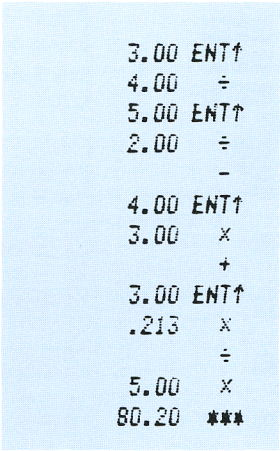 3.00 ENT↑
4.00 ÷
5.00 ENT↑
2.00 ÷
-
4.00 ENT↑
3.00 ×
+
3.00 ENT↑
.213 ×
÷
5.00 ×
80.20 ***